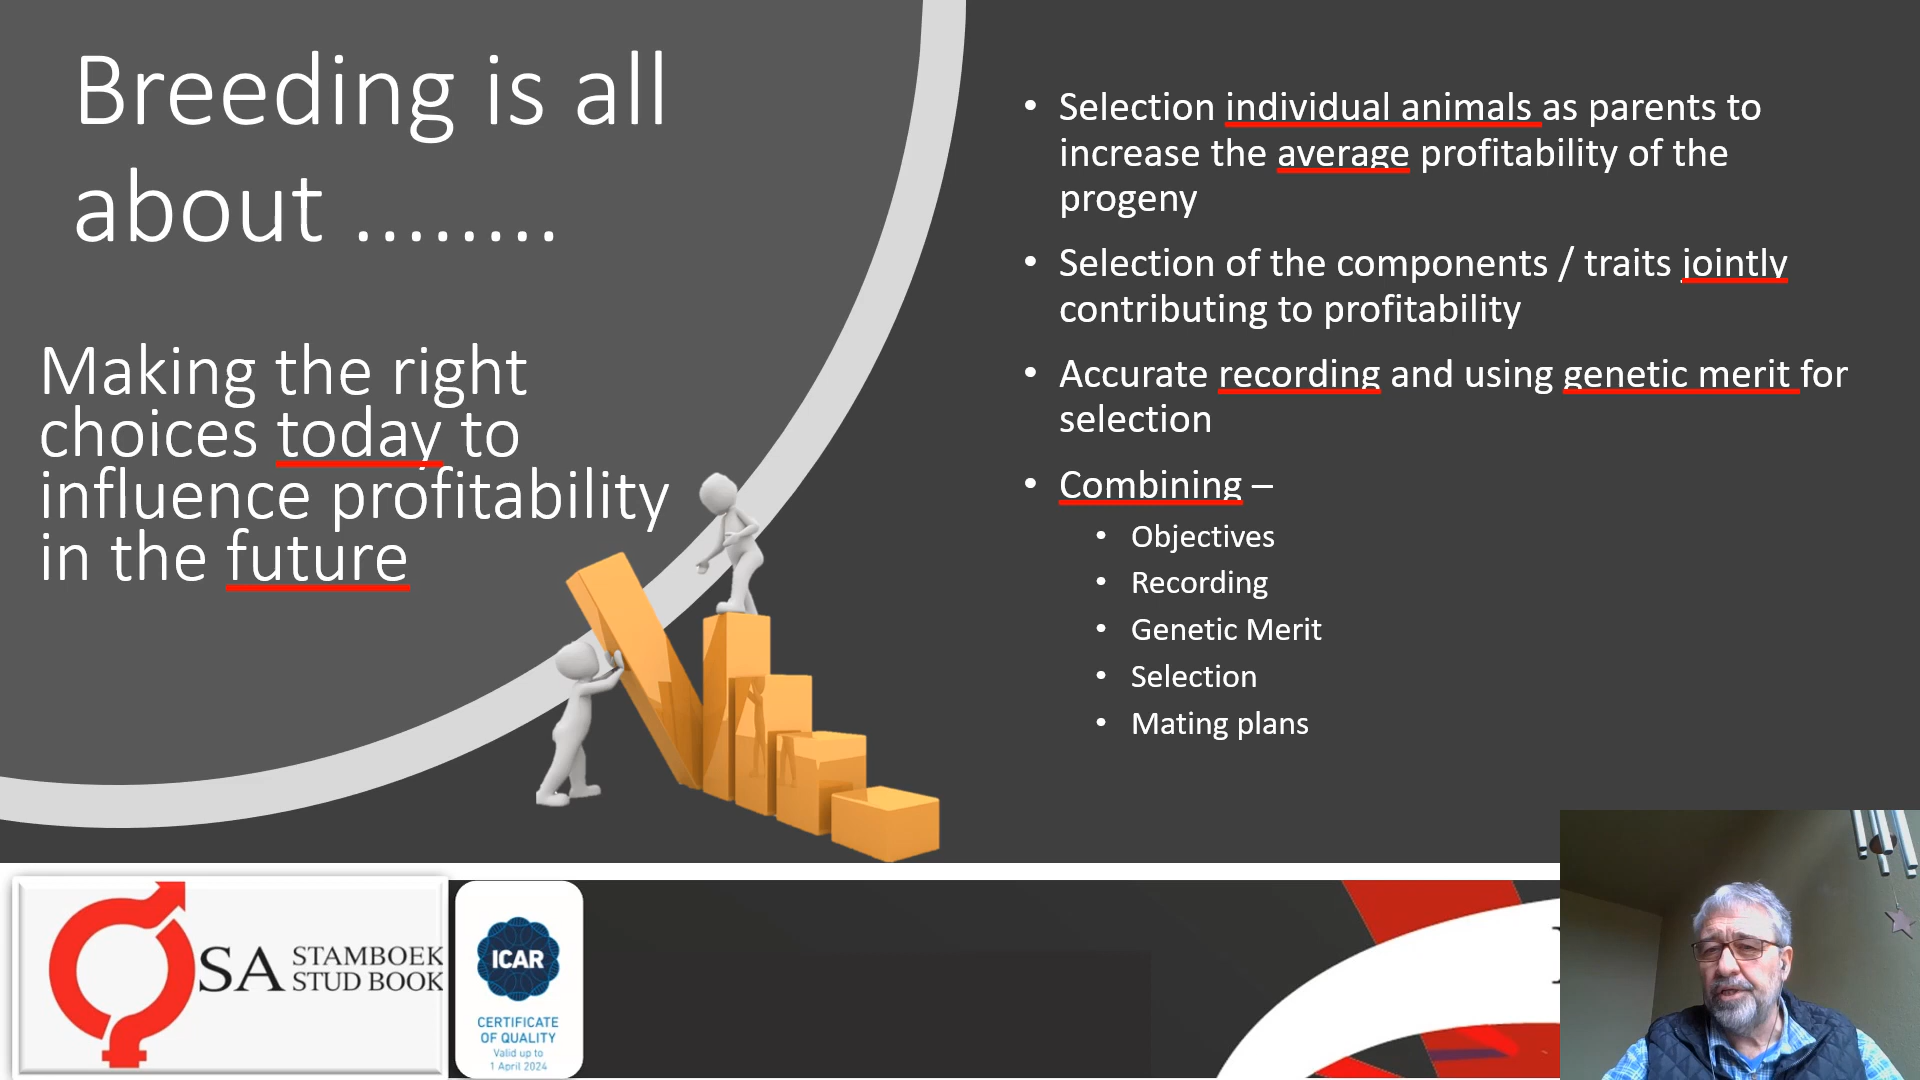 Breeding is all
about ........
Making the right
choices today to
influence profitability
in the future
• Selection individual animals as parents to
increase the average profitability of the
progeny
• Selection of the components / traits jointly
contributing to profitability
• Accurate recording and using genetic merit for
selection
• Combining –
• Objectives
• Recording
• Genetic Merit
• Selection
• Mating plans
SA STAMBOEK
STUD BOOK
ICAR
CERTIFICATE
OF QUALITY
Valid up to
1 April 2024